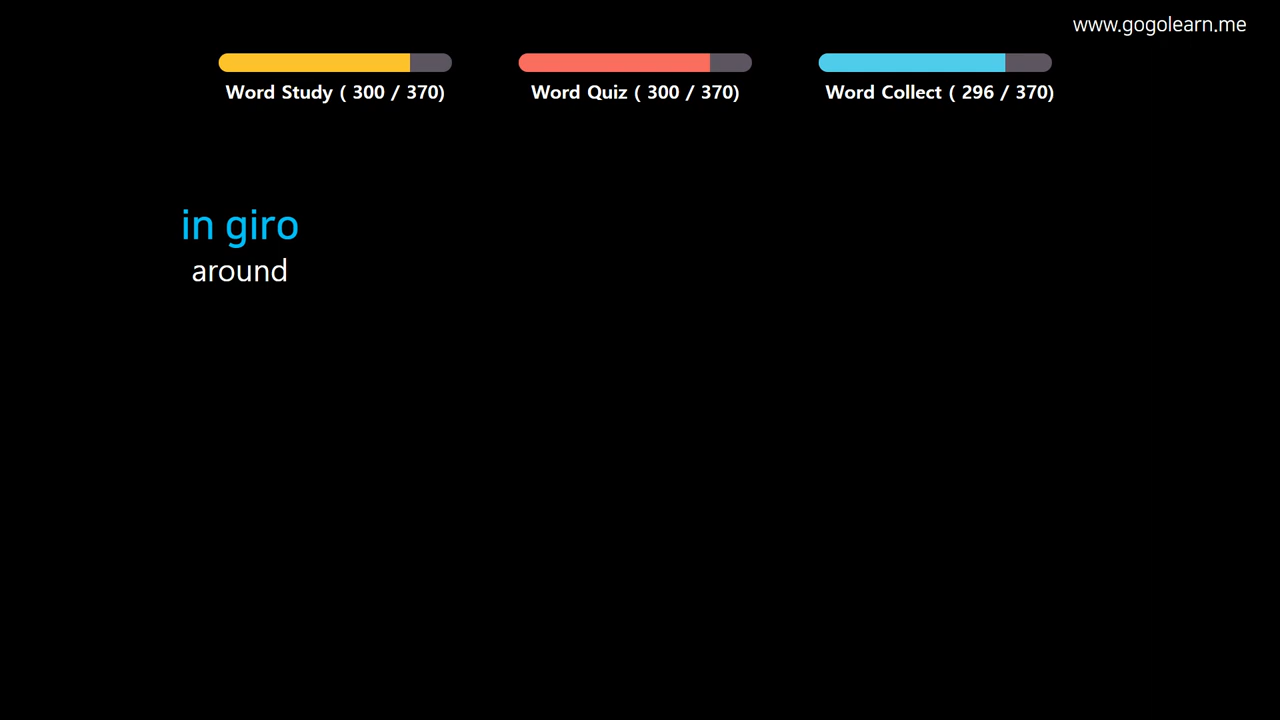 www.gogolearn.me
Word Study ( 300 / 370)
Word Quiz ( 300 / 370)
Word Collect ( 296 / 370)
in giro
around